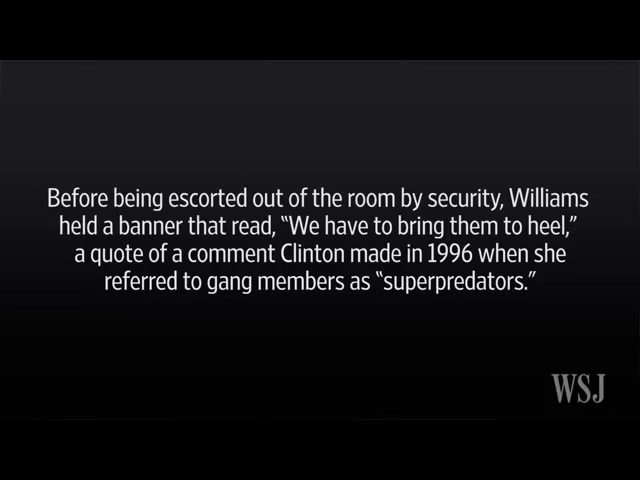 Before being escorted out of the room by security, Williams
held a banner that read, “We have to bring them to heel,”
a quote of a comment Clinton made in 1996 when she
referred to gang members as “superpredators.”
WSJ